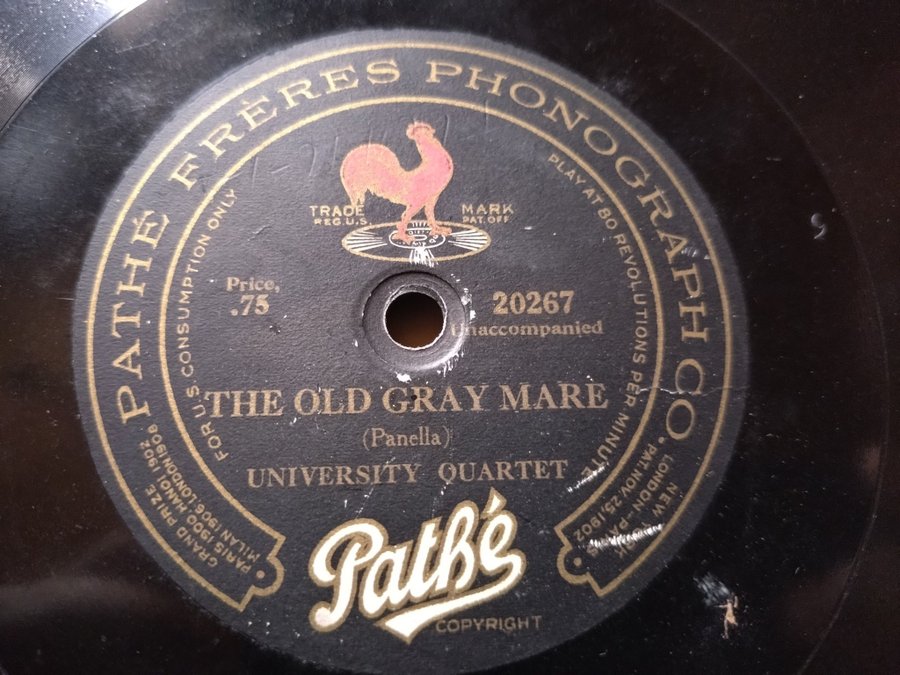 PATHÉ FRÈRES PHONOGRAPH CO
NEW YORK
LONDON PARIS
• PAT. NOV. 25, 1902
GRAND PRIZE
PARIS 1900 HANOI 1902
MILAN 1906. LONDON 1908
FOR U.S. CONSUMPTION ONLY
PLAY AT 80 REVOLUTIONS PER MINUTE
TRADE MARK
REG. U.S. PAT. OFF
Price,
.75
20267
Unaccompanied
THE OLD GRAY MARE
(Panella)
UNIVERSITY QUARTET
Pathé
COPYRIGHT